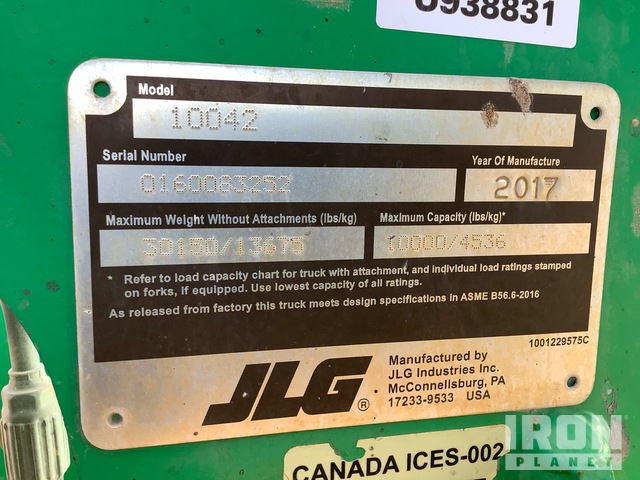 U938831
Model
10042
Serial Number
0160083252
Year Of Manufacture
2017
Maximum Weight Without Attachments (lbs/kg)
30150/13675
Maximum Capacity (lbs/kg)*
10000/4536
* Refer to load capacity chart for truck with attachment, and individual load ratings stamped
on forks, if equipped. Use lowest capacity of all ratings.
As released from factory this truck meets design specifications in ASME B56.6-2016
1001229575C
JLG®
Manufactured by
JLG Industries Inc.
McConnellsburg, PA
17233-9533 USA
CANADA ICES-002
IRON
PLANET